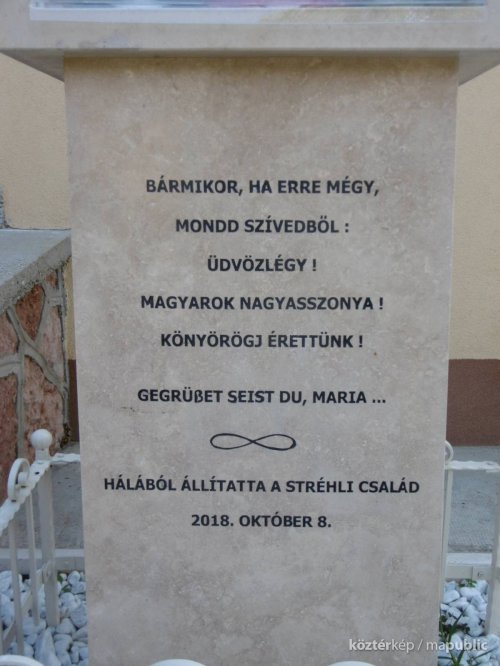 BÁRMIKOR, HA ERRE MÉGY,
MONDD SZÍVEDBŐL :
ÜDVÖZLÉGY !
MAGYAROK NAGYASSZONYA !
KÖNYÖRÖGJ ÉRETTÜNK !
GEGRÜßET SEIST DU, MARIA ...
HÁLÁBÓL ÁLLÍTATTA A STRÉHLI CSALÁD
2018. OKTÓBER 8.
köztérkép / mapublic